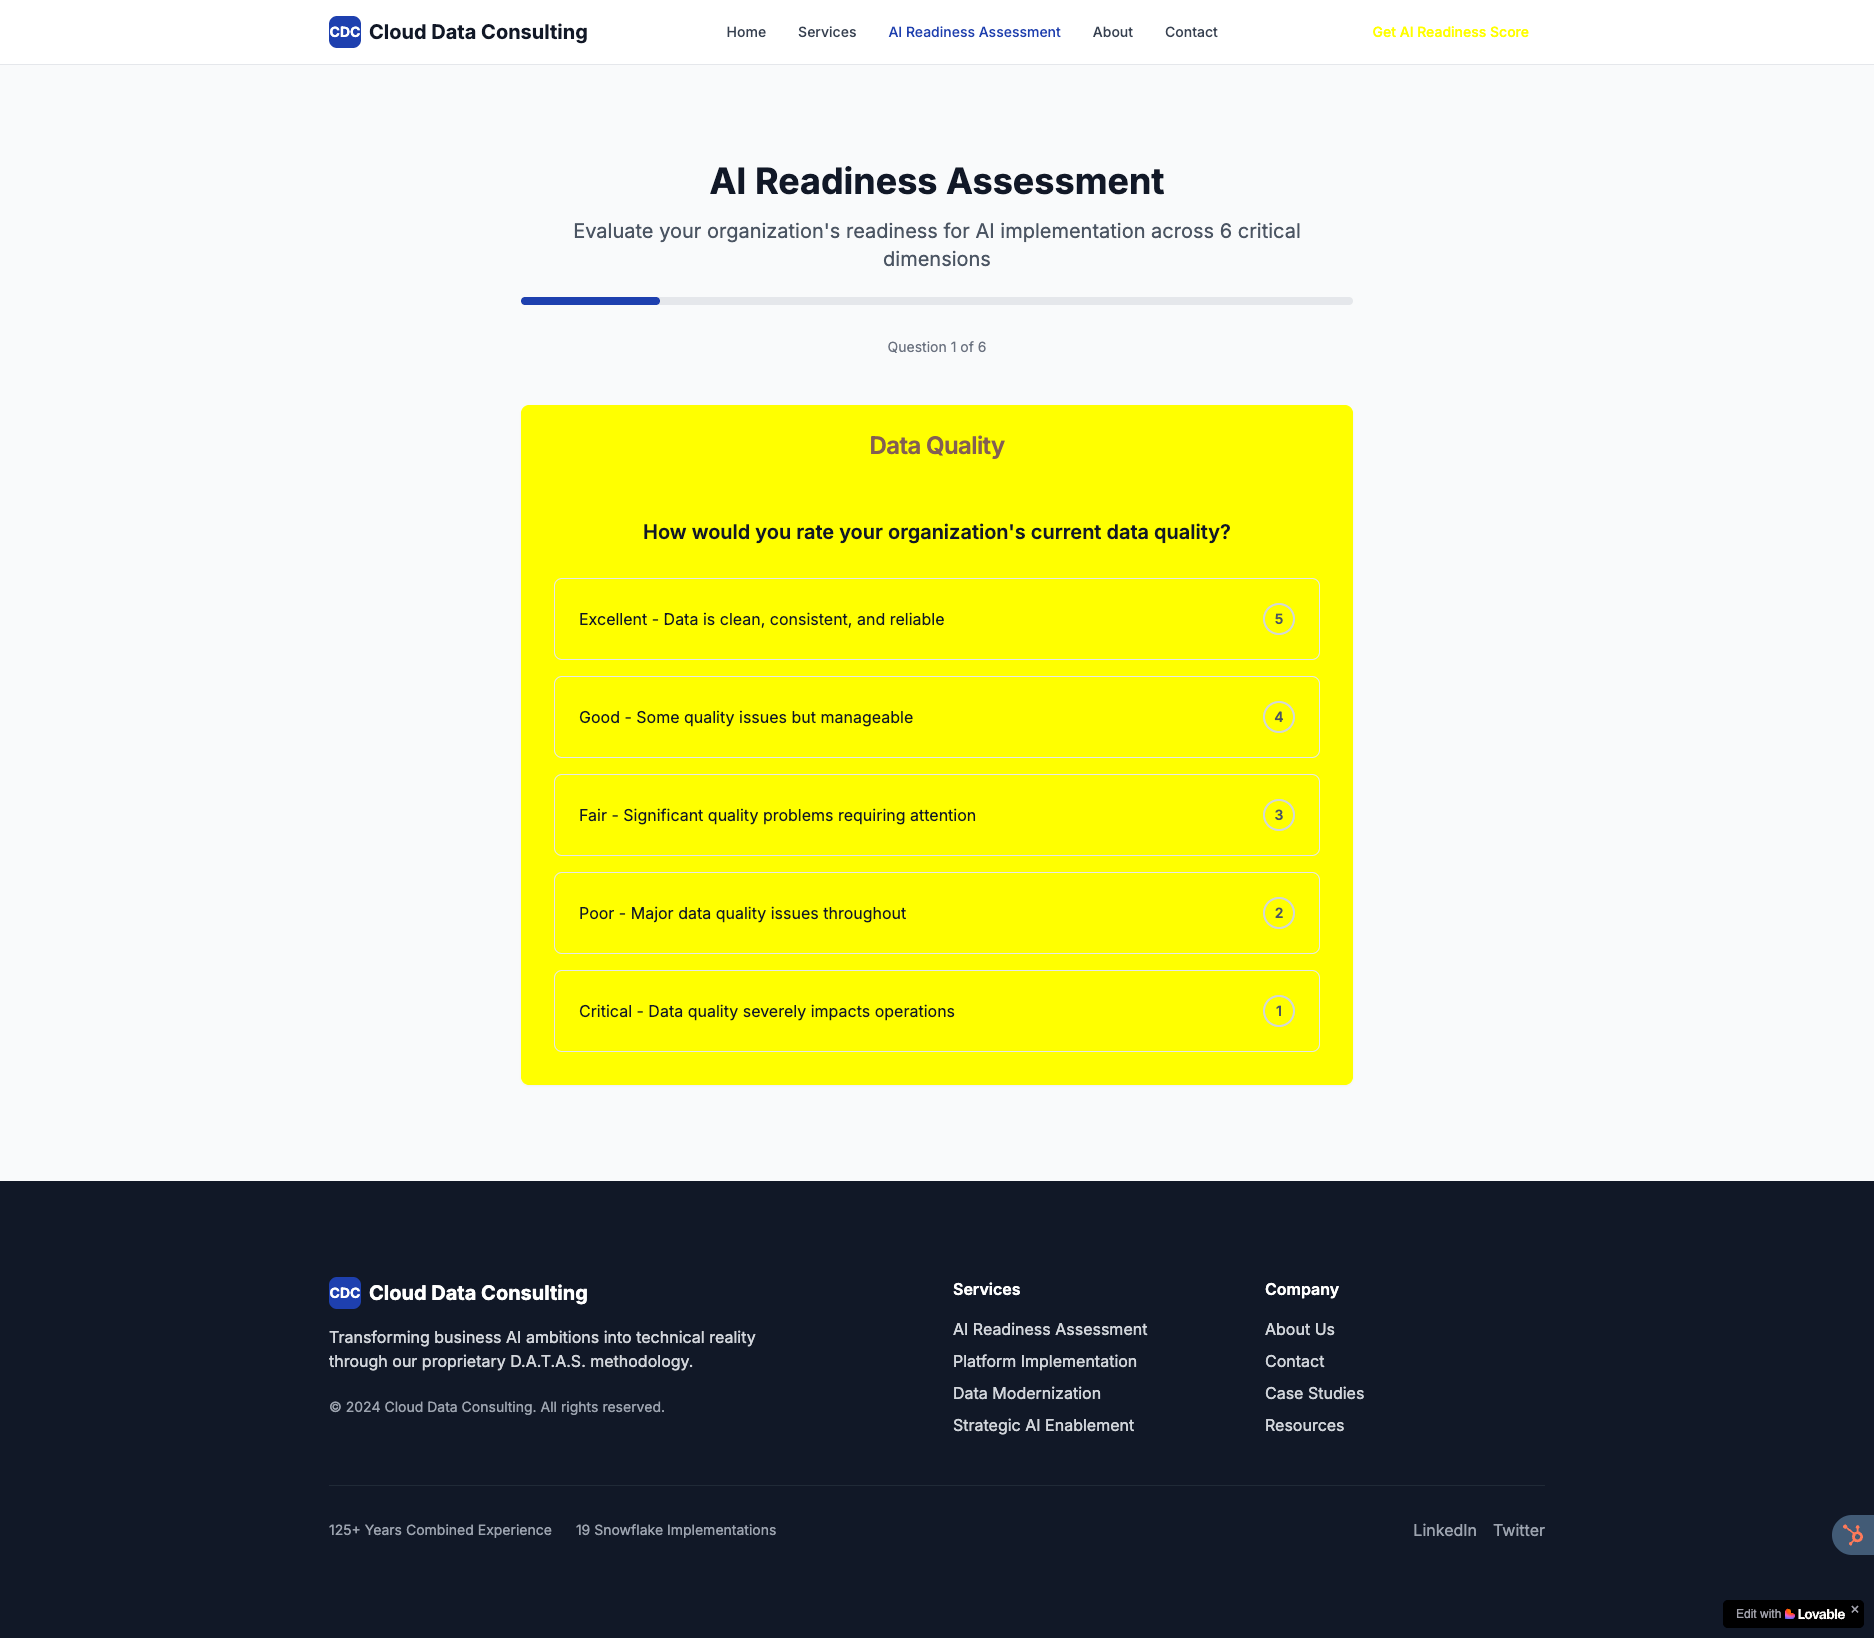 CDC Cloud Data Consulting
Home Services AI Readiness Assessment About Contact
Get AI Readiness Score
AI Readiness Assessment
Evaluate your organization's readiness for AI implementation across 6 critical
dimensions
Question 1 of 6
Data Quality
How would you rate your organization's current data quality?
Excellent - Data is clean, consistent, and reliable 5
Good - Some quality issues but manageable 4
Fair - Significant quality problems requiring attention 3
Poor - Major data quality issues throughout 2
Critical - Data quality severely impacts operations 1
CDC Cloud Data Consulting
Transforming business AI ambitions into technical reality
through our proprietary D.A.T.A.S. methodology.
© 2024 Cloud Data Consulting. All rights reserved.
Services
AI Readiness Assessment
Platform Implementation
Data Modernization
Strategic AI Enablement
Company
About Us
Contact
Case Studies
Resources
125+ Years Combined Experience 19 Snowflake Implementations
LinkedIn Twitter
Edit with Lovable ×